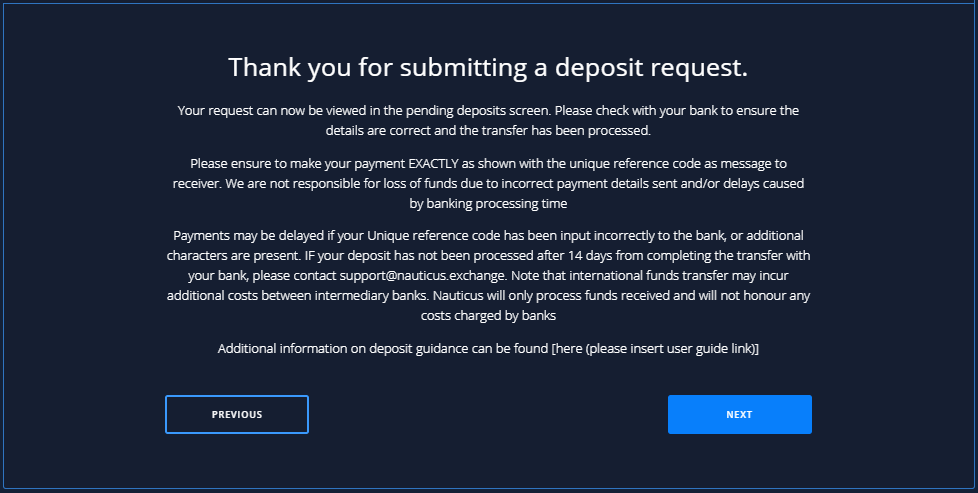 Thank you for submitting a deposit request.
Your request can now be viewed in the pending deposits screen. Please check with your bank to ensure the
details are correct and the transfer has been processed.
Please ensure to make your payment EXACTLY as shown with the unique reference code as message to
receiver. We are not responsible for loss of funds due to incorrect payment details sent and/or delays caused
by banking processing time
Payments may be delayed if your Unique reference code has been input incorrectly to the bank, or additional
characters are present. IF your deposit has not been processed after 14 days from completing the transfer with
your bank, please contact support@nauticus.exchange. Note that international funds transfer may incur
additional costs between intermediary banks. Nauticus will only process funds received and will not honour any
costs charged by banks
Additional information on deposit guidance can be found [here (please insert user guide link)]
PREVIOUS
NEXT